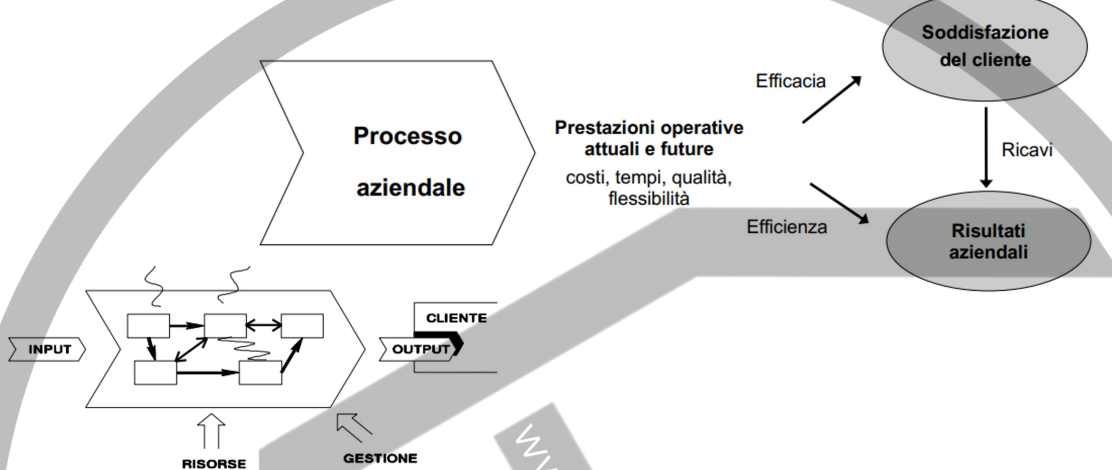 Soddisfazione
del cliente
Efficacia
Processo
aziendale
Prestazioni operative
attuali e future
costi, tempi, qualità,
flessibilità
Ricavi
Efficienza
Risultati
aziendali
INPUT
CLIENTE
OUTPUT
RISORSE
GESTIONE